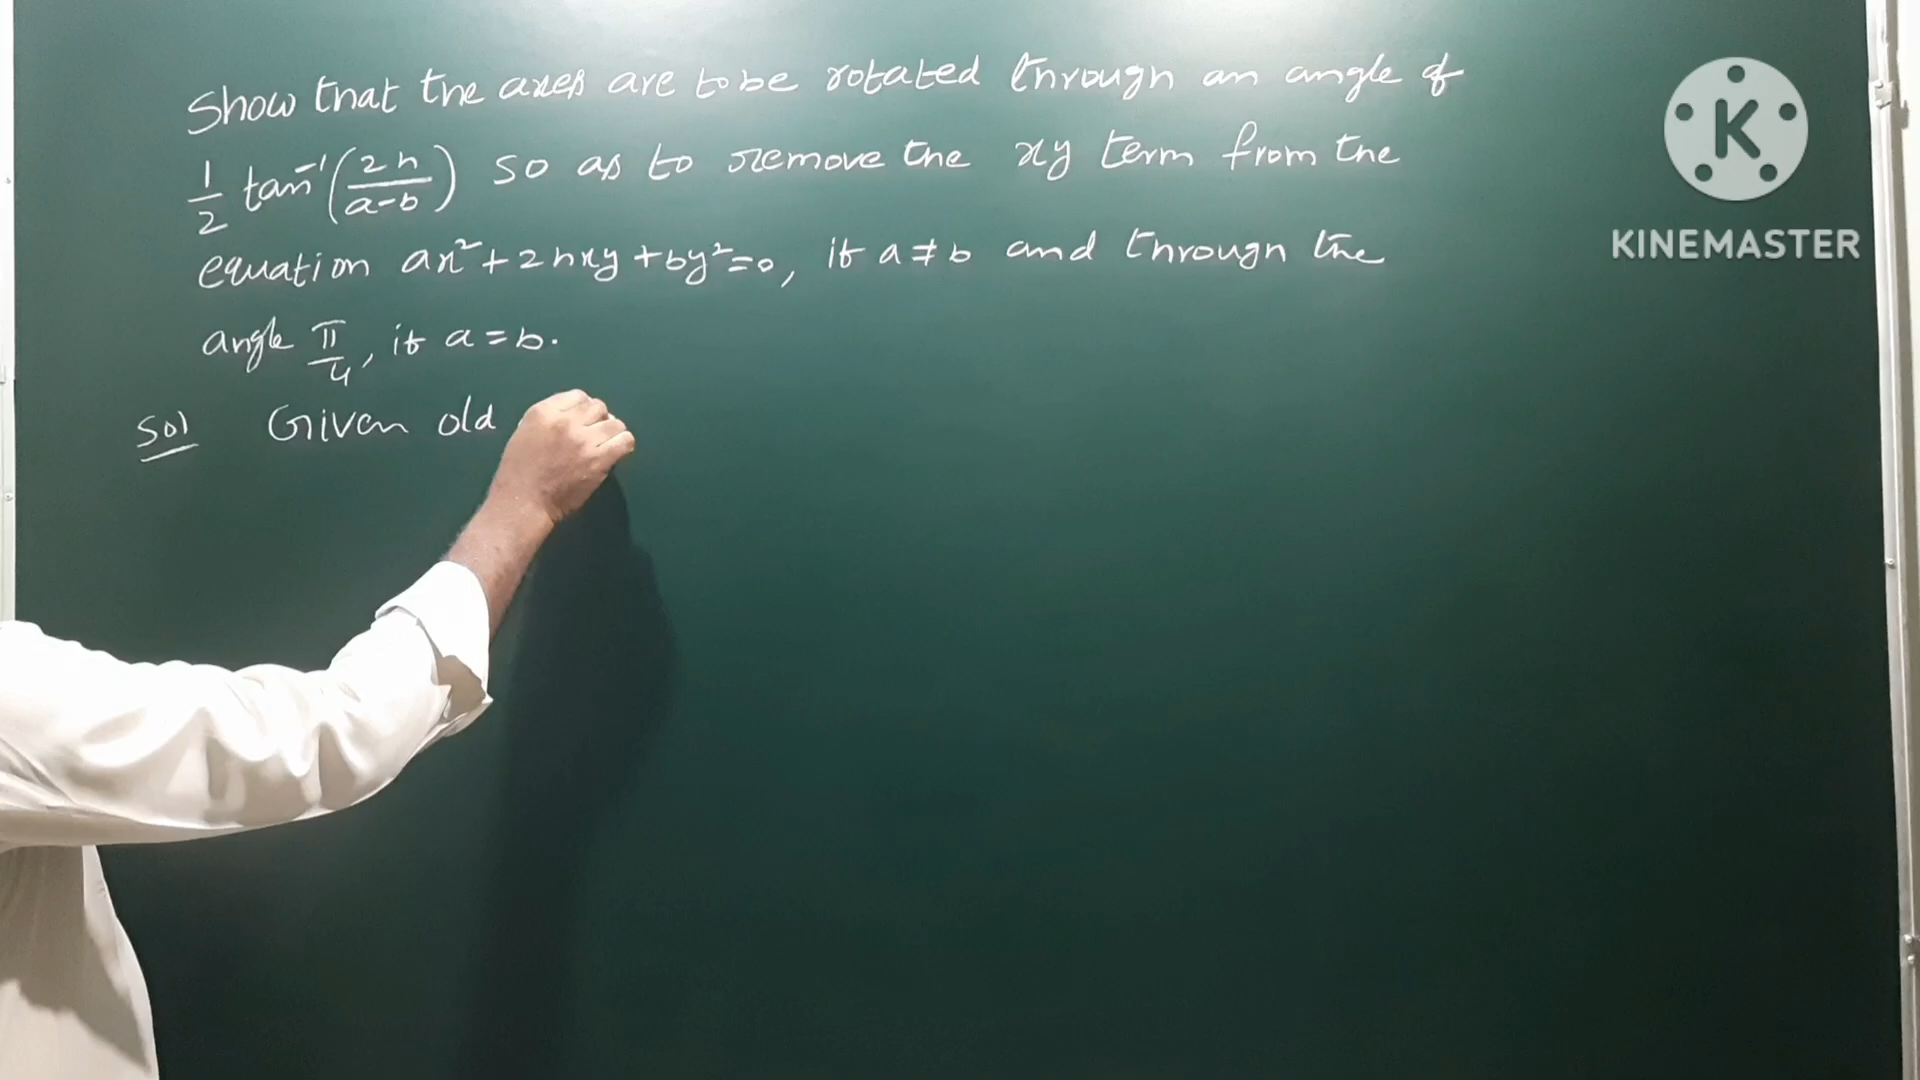 Show that the axes are to be rotated through an angle of
1/2 tan⁻¹(2h/a-b) so as to remove the xy term from the
equation ax²+2hxy+by²=0, if a≠b and through the
angle π/4, if a=b.
Sol Given old
K
KINEMASTER